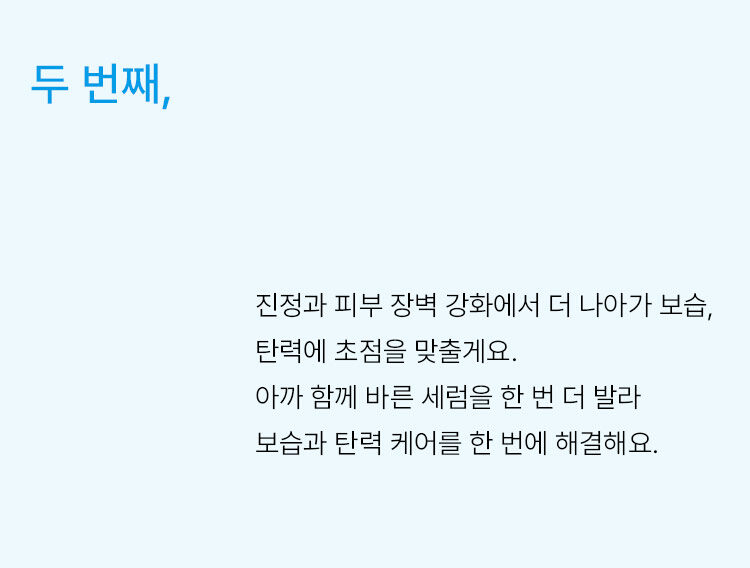 두 번째,
진정과 피부 장벽 강화에서 더 나아가 보습,
탄력에 초점을 맞출게요.
아까 함께 바른 세럼을 한 번 더 발라
보습과 탄력 케어를 한 번에 해결해요.